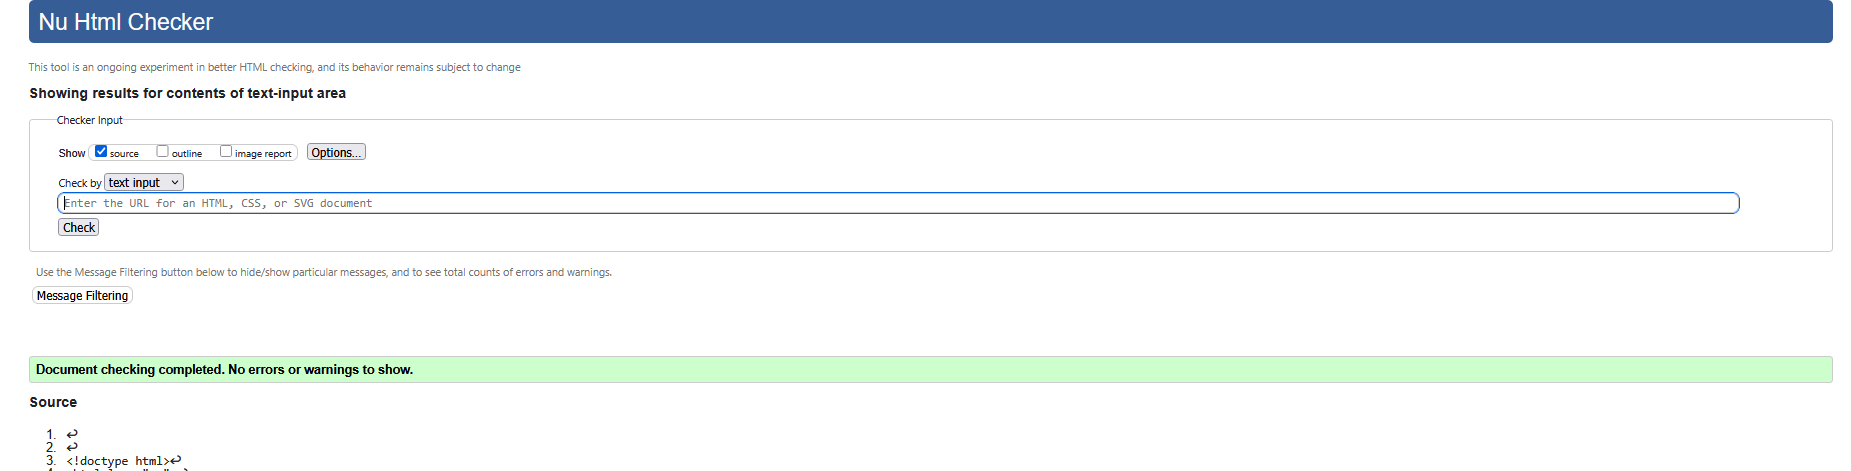 Nu Html Checker
This tool is an ongoing experiment in better HTML checking, and its behavior remains subject to change
Showing results for contents of text-input area
Checker Input
Show source outline image report Options...
Check by text input
Enter the URL for an HTML, CSS, or SVG document
Check
Use the Message Filtering button below to hide/show particular messages, and to see total counts of errors and warnings.
Message Filtering
Document checking completed. No errors or warnings to show.
Source
1. ↩
2. ↩
3. <!doctype html>↩